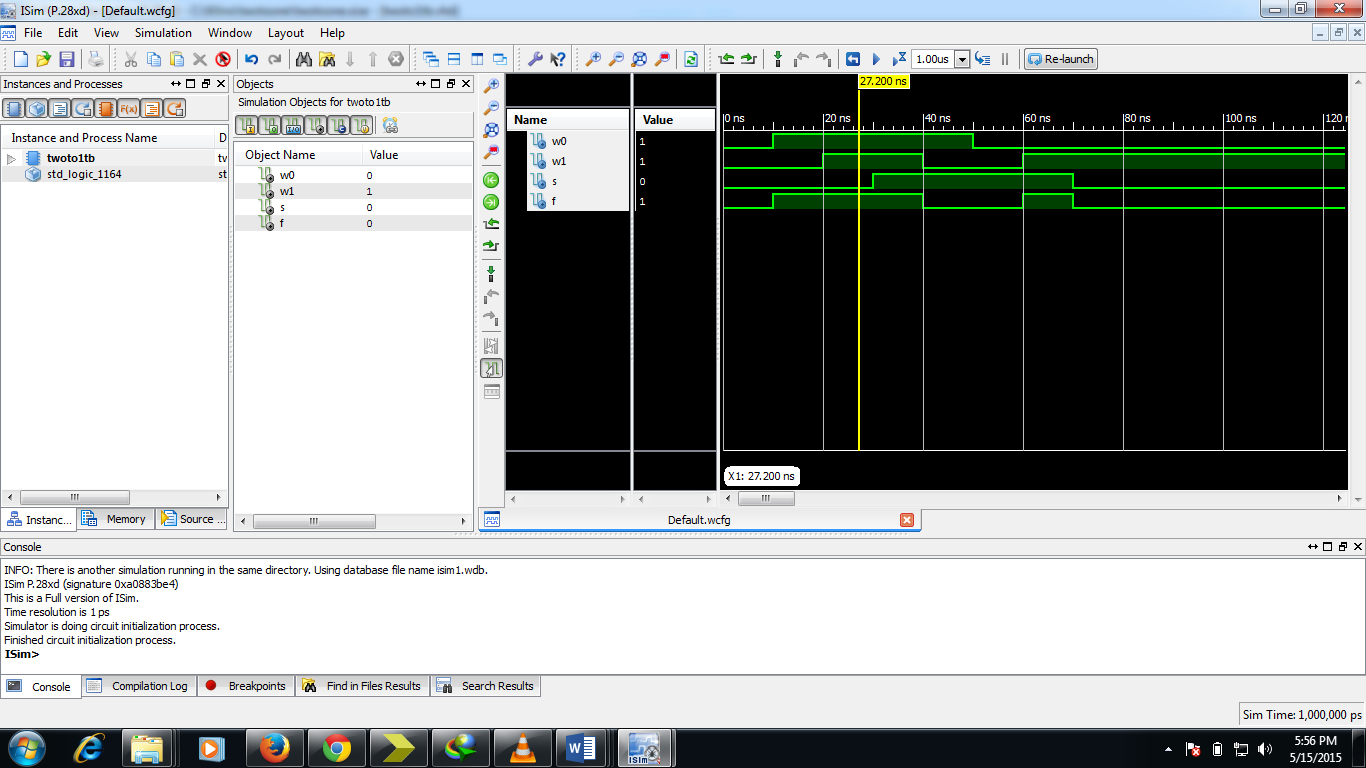 ISim (P.28xd) - [Default.wcfg]
File Edit View Simulation Window Layout Help
1.00us Re-launch
Instances and Processes
Instance and Process Name D
twoto1tb tv
std_logic_1164 st
Instanc... Memory Source ...
Objects
Simulation Objects for twoto1tb
Object Name Value
w0 0
w1 1
s 0
f 0
Name Value
w0 1
w1 1
s 0
f 1
27.200 ns
0 ns 20 ns 40 ns 60 ns 80 ns 100 ns 120 n
X1: 27.200 ns
Default.wcfg
Console
INFO: There is another simulation running in the same directory. Using database file name isim1.wdb.
ISim P.28xd (signature 0xa0883be4)
This is a Full version of ISim.
Time resolution is 1 ps
Simulator is doing circuit initialization process.
Finished circuit initialization process.
ISim>
Console Compilation Log Breakpoints Find in Files Results Search Results
Sim Time: 1,000,000 ps
ISim
5:56 PM
5/15/2015